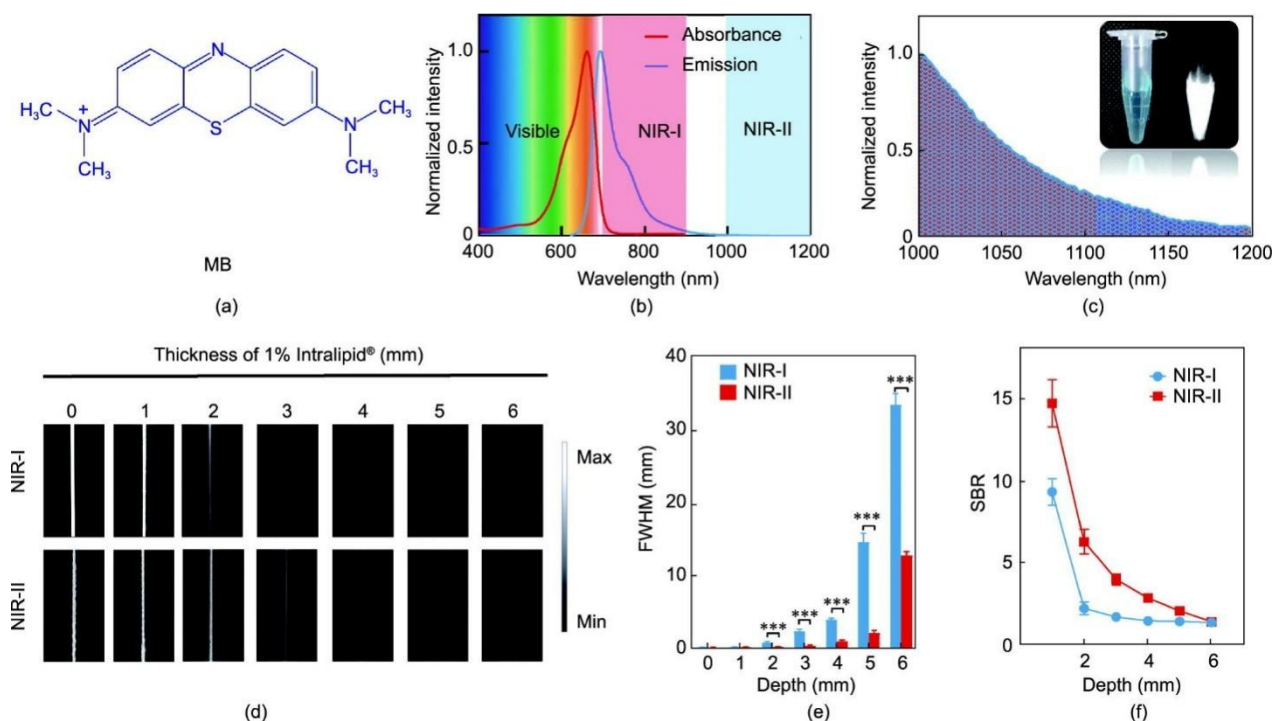 N
H₃C
N
+
CH₃
S
N
CH₃
CH₃
MB
(a)
Normalized intensity
1.0
0.5
0
Absorbance
Emission
Visible
NIR-I
NIR-II
400 600 800 1000 1200
Wavelength (nm)
(b)
Normalized intensity
1.0
0.5
0
1000 1050 1100 1150 1200
Wavelength (nm)
(c)
Thickness of 1% Intralipid® (mm)
0 1 2 3 4 5 6
NIR-I
NIR-II
Max
Min
(d)
FWHM (mm)
40
30
20
10
0
NIR-I
NIR-II
*** *** *** *** ***
0 1 2 3 4 5 6
Depth (mm)
(e)
SBR
15
10
5
0
NIR-I
NIR-II
2 4 6
Depth (mm)
(f)